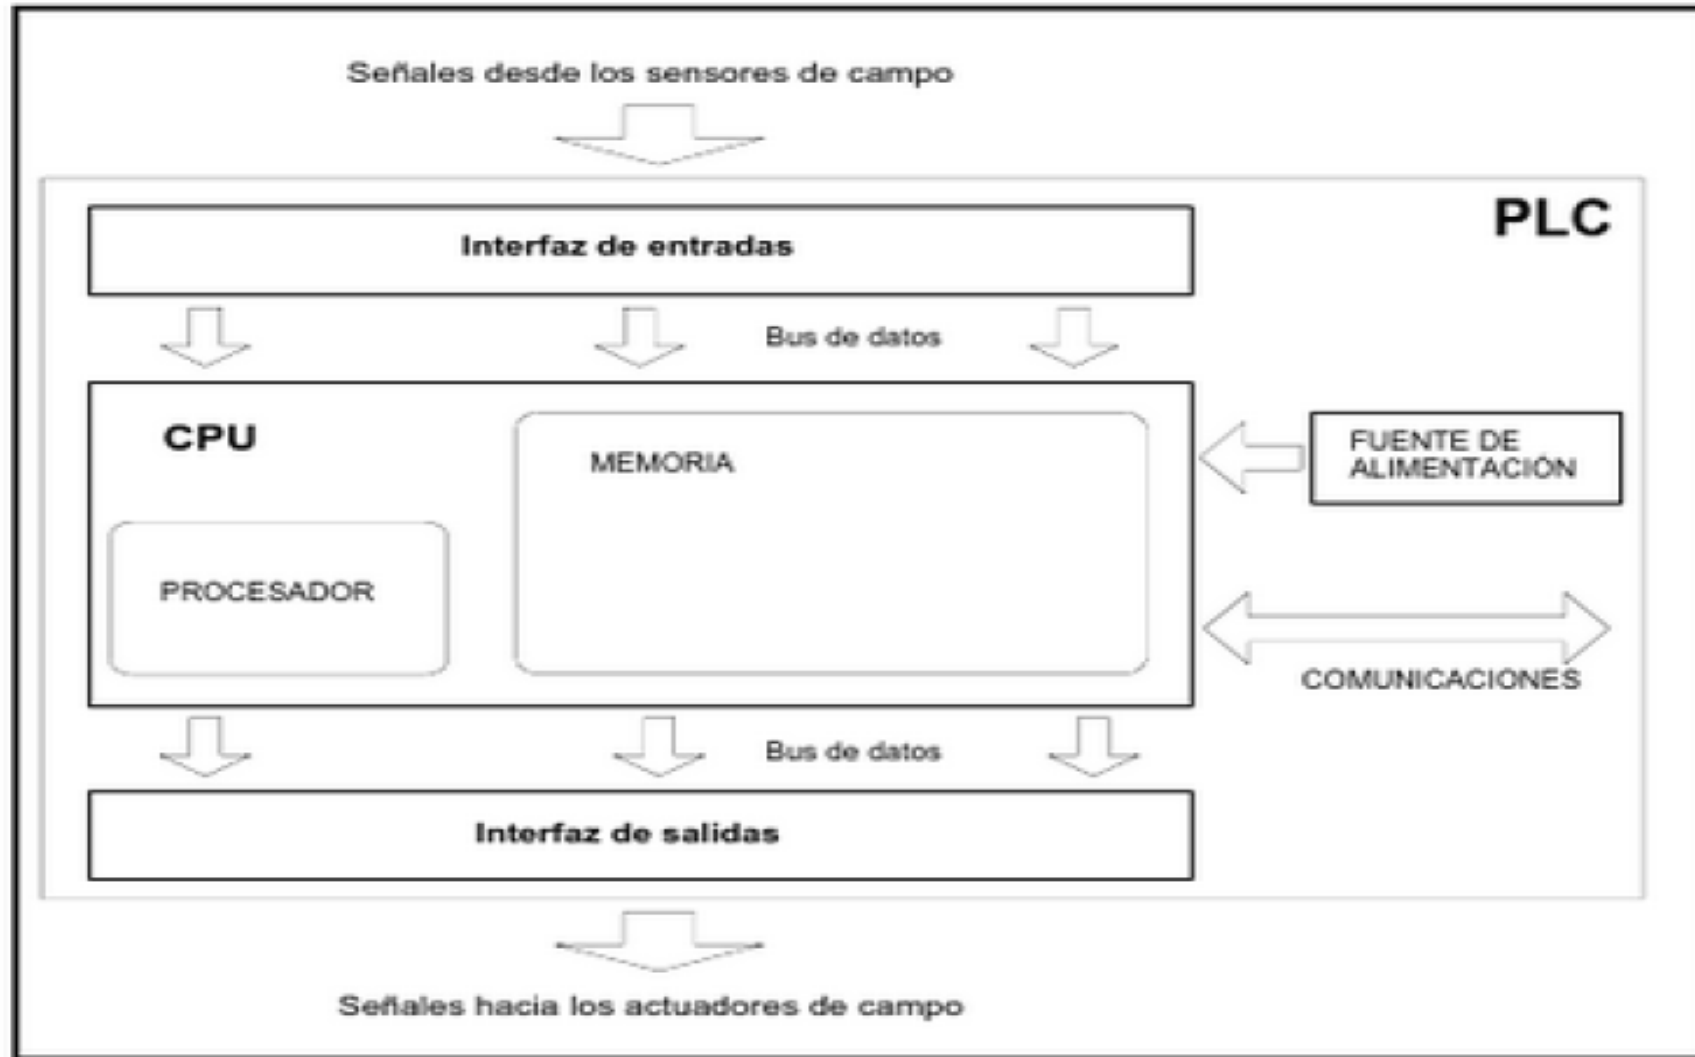 Señales desde los sensores de campo
PLC
Interfaz de entradas
Bus de datos
CPU
MEMORIA
FUENTE DE
ALIMENTACIÓN
PROCESADOR
COMUNICACIONES
Bus de datos
Interfaz de salidas
Señales hacia los actuadores de campo